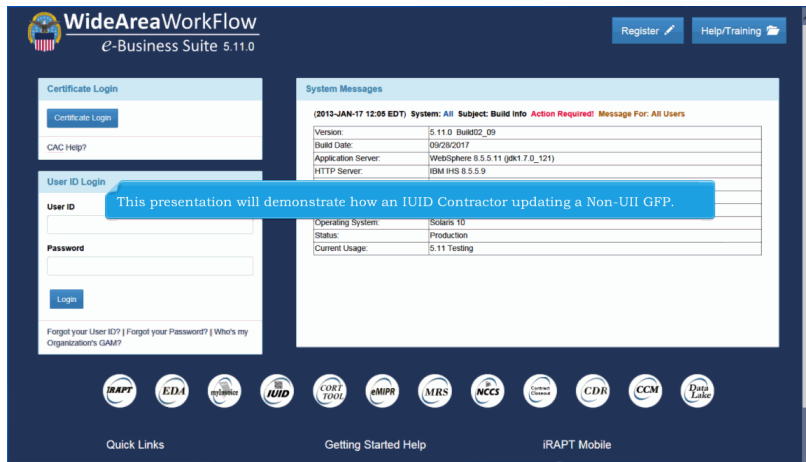 WideAreaWorkFlow
e-Business Suite 5.11.0
Register
Help/Training
Certificate Login
Certificate Login
CAC Help?
User ID Login
User ID
Password
Login
Forgot your User ID? | Forgot your Password? | Who's my
Organization's GAM?
System Messages
(2013-JAN-17 12:05 EDT) System: All Subject: Build Info Action Required! Message For: All Users
Version: 5.11.0 Build02_09
Build Date: 09/28/2017
Application Server: WebSphere 8.5.5.11 (jdk1.7.0_121)
HTTP Server: IBM IHS 8.5.5.9
This presentation will demonstrate how an IUID Contractor updating a Non-UII GFP.
Operating System: Solaris 10
Status: Production
Current Usage: 5.11 Testing
iRAPT
EDA
myInvoice
IUID
CORT
TOOL
eMIPR
MRS
NCCS
Contract
Closeout
CDR
CCM
Data
Lake
Quick Links
Getting Started Help
iRAPT Mobile